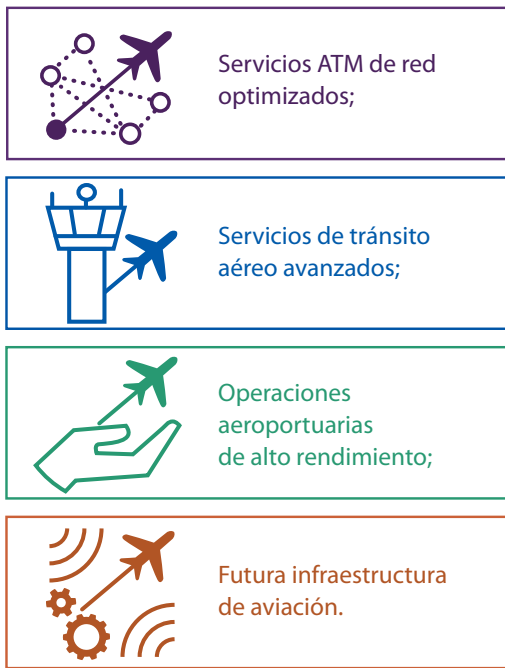 Servicios ATM de red
optimizados;
Servicios de tránsito
aéreo avanzados;
Operaciones
aeroportuarias
de alto rendimiento;
Futura infraestructura
de aviación.